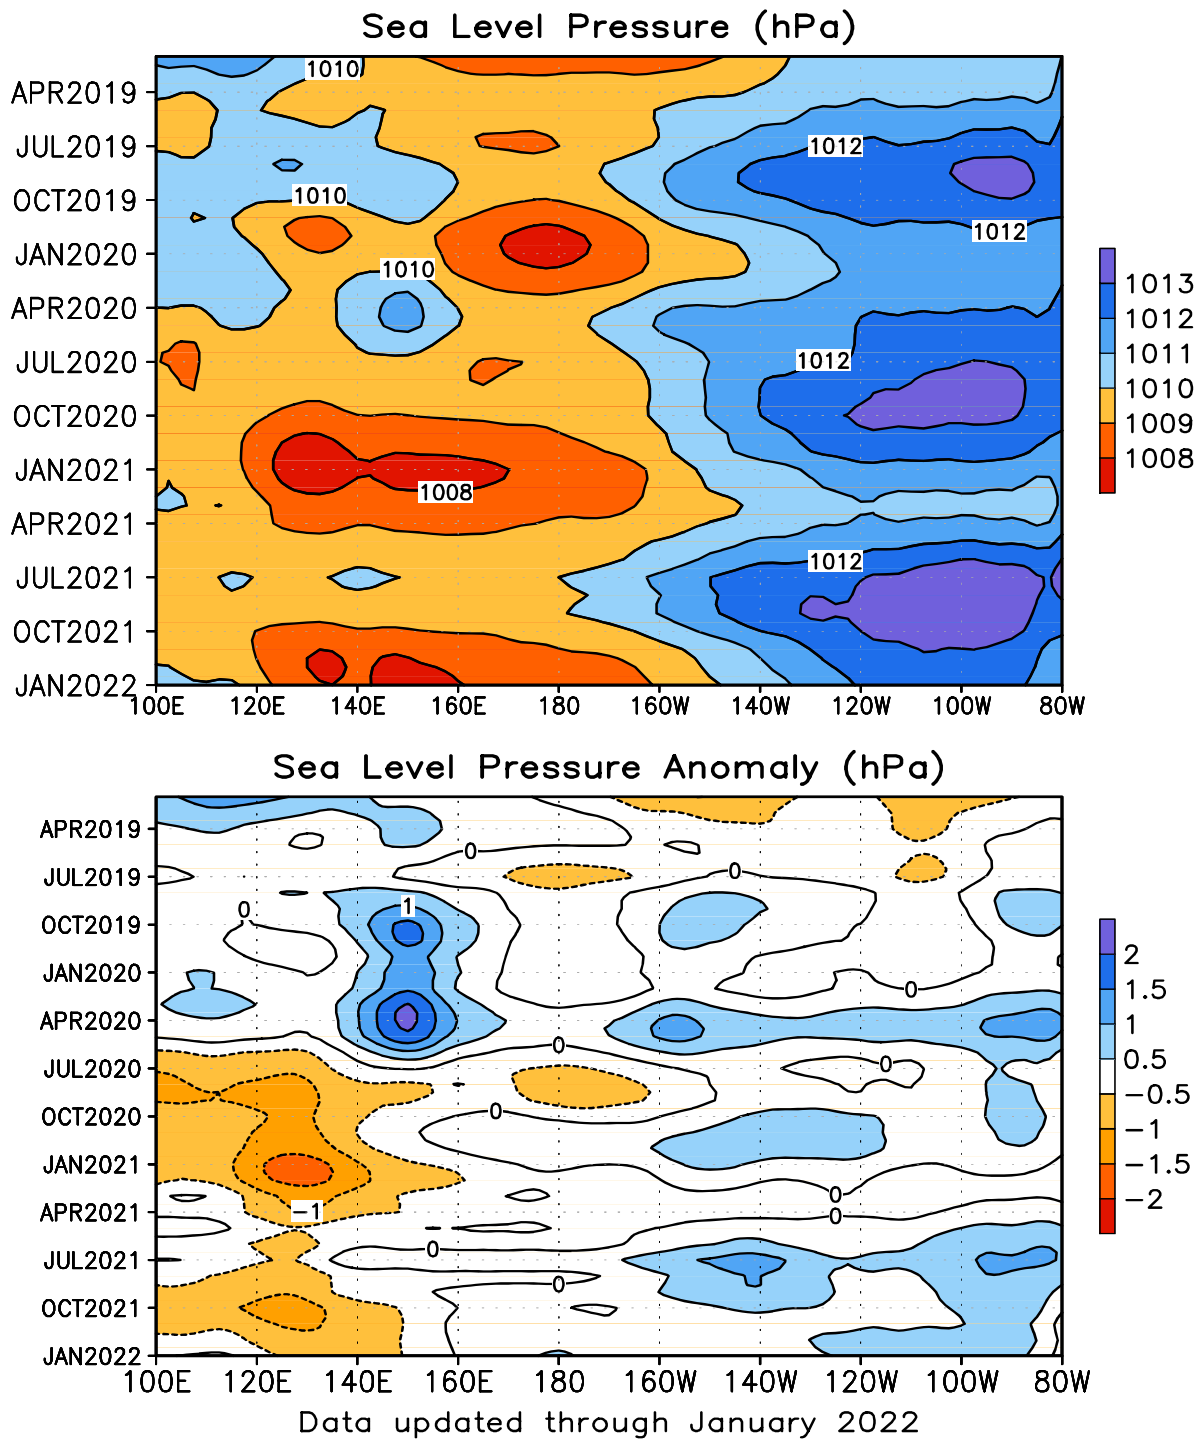 Sea Level Pressure (hPa)
1010
APR2019
JUL2019
1012
OCT2019
1010
1012
JAN2020
1010
APR2020
JUL2020
1012
OCT2020
JAN2021
1008
APR2021
1012
JUL2021
OCT2021
JAN2022
100E 120E 140E 160E 180 160W 140W 120W 100W 80W
1013
1012
1011
1010
1009
1008
Sea Level Pressure Anomaly (hPa)
APR2019
0
0
JUL2019
0
1
OCT2019
JAN2020
0
APR2020
0
0
JUL2020
0
OCT2020
JAN2021
0
−1
0
APR2021
0
JUL2021
0
OCT2021
JAN2022
100E 120E 140E 160E 180 160W 140W 120W 100W 80W
2
1.5
1
0.5
−0.5
−1
−1.5
−2
Data updated through January 2022